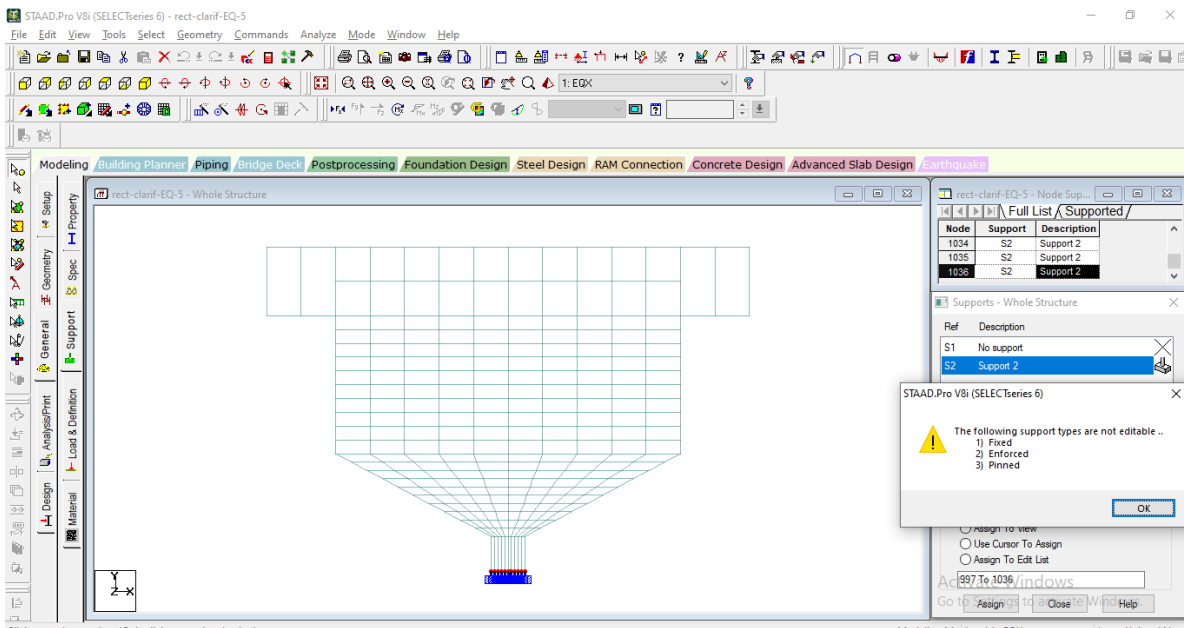 STAAD.Pro V8i (SELECTseries 6) - rect-clarif-EQ-5
File Edit View Tools Select Geometry Commands Analyze Mode Window Help
1: EQX
Modeling Building Planner Piping Bridge Deck Postprocessing Foundation Design Steel Design RAM Connection Concrete Design Advanced Slab Design Earthquake
Setup
Geometry
General
Analysis/Print
Design
Property
Spec
Support
Load & Definition
Material
rect-clarif-EQ-5 - Whole Structure
Y
Z
X
rect-clarif-EQ-5 - Node Sup...
Full List Supported
Node Support Description
1034 S2 Support 2
1035 S2 Support 2
1036 S2 Support 2
Supports - Whole Structure
Ref Description
S1 No support
S2 Support 2
STAAD.Pro V8i (SELECTseries 6)
The following support types are not editable ..
1) Fixed
2) Enforced
3) Pinned
OK
Assign To View
Use Cursor To Assign
Assign To Edit List
997 To 1036
Activate Windows
Go to Settings to activate Windows.
Assign Close Help